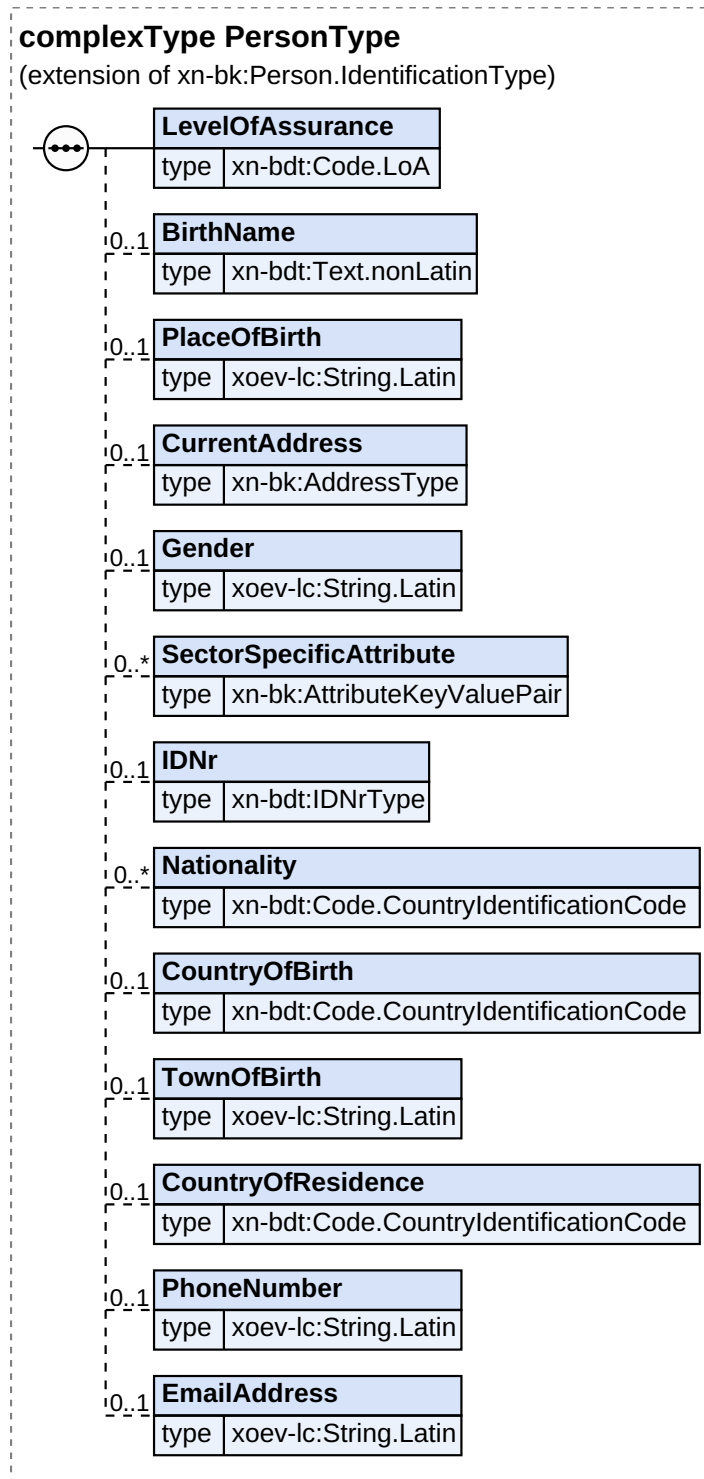 complexType PersonType
(extension of xn-bk:Person.IdentificationType)
LevelOfAssurance
type xn-bdt:Code.LoA
0..1 BirthName
type xn-bdt:Text.nonLatin
0..1 PlaceOfBirth
type xoev-lc:String.Latin
0..1 CurrentAddress
type xn-bk:AddressType
0..1 Gender
type xoev-lc:String.Latin
0..* SectorSpecificAttribute
type xn-bk:AttributeKeyValuePair
0..1 IDNr
type xn-bdt:IDNrType
0..* Nationality
type xn-bdt:Code.CountryIdentificationCode
0..1 CountryOfBirth
type xn-bdt:Code.CountryIdentificationCode
0..1 TownOfBirth
type xoev-lc:String.Latin
0..1 CountryOfResidence
type xn-bdt:Code.CountryIdentificationCode
0..1 PhoneNumber
type xoev-lc:String.Latin
0..1 EmailAddress
type xoev-lc:String.Latin